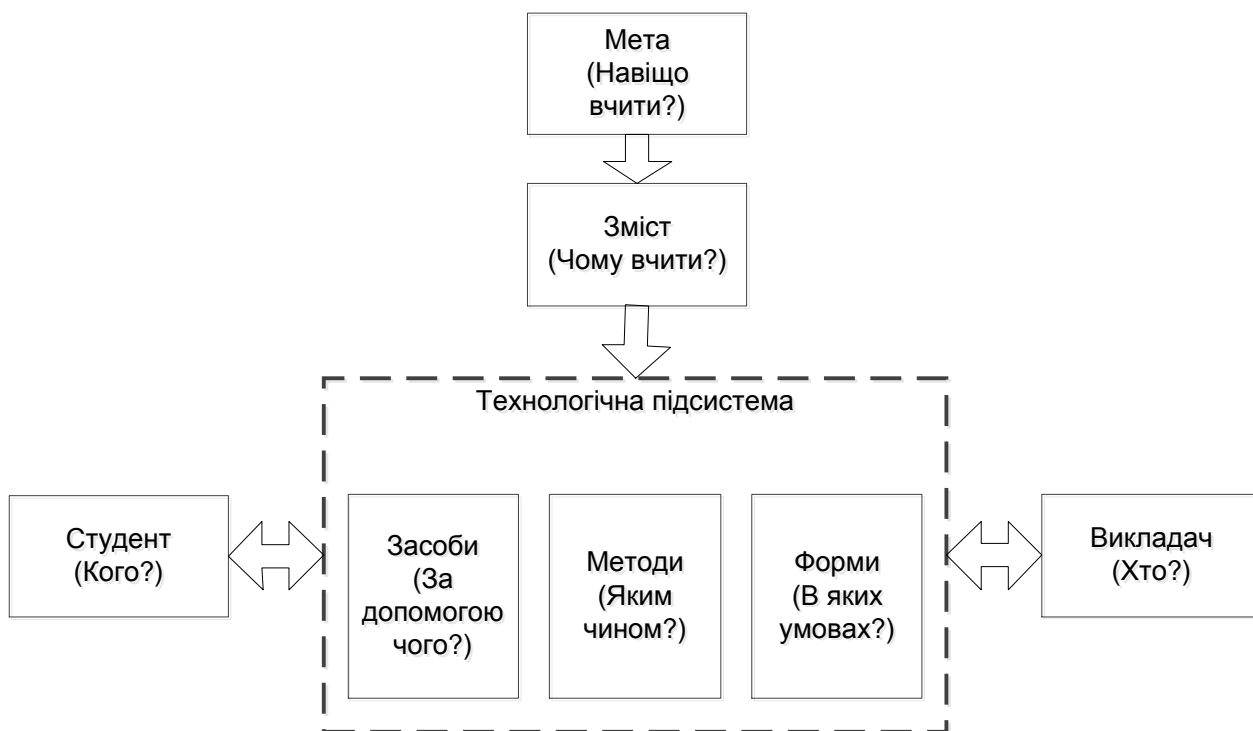 Мета
(Навіщо
вчити?)
Зміст
(Чому вчити?)
Технологічна підсистема
Студент
(Кого?)
Засоби
(За
допомогою
чого?)
Методи
(Яким
чином?)
Форми
(В яких
умовах?)
Викладач
(Хто?)